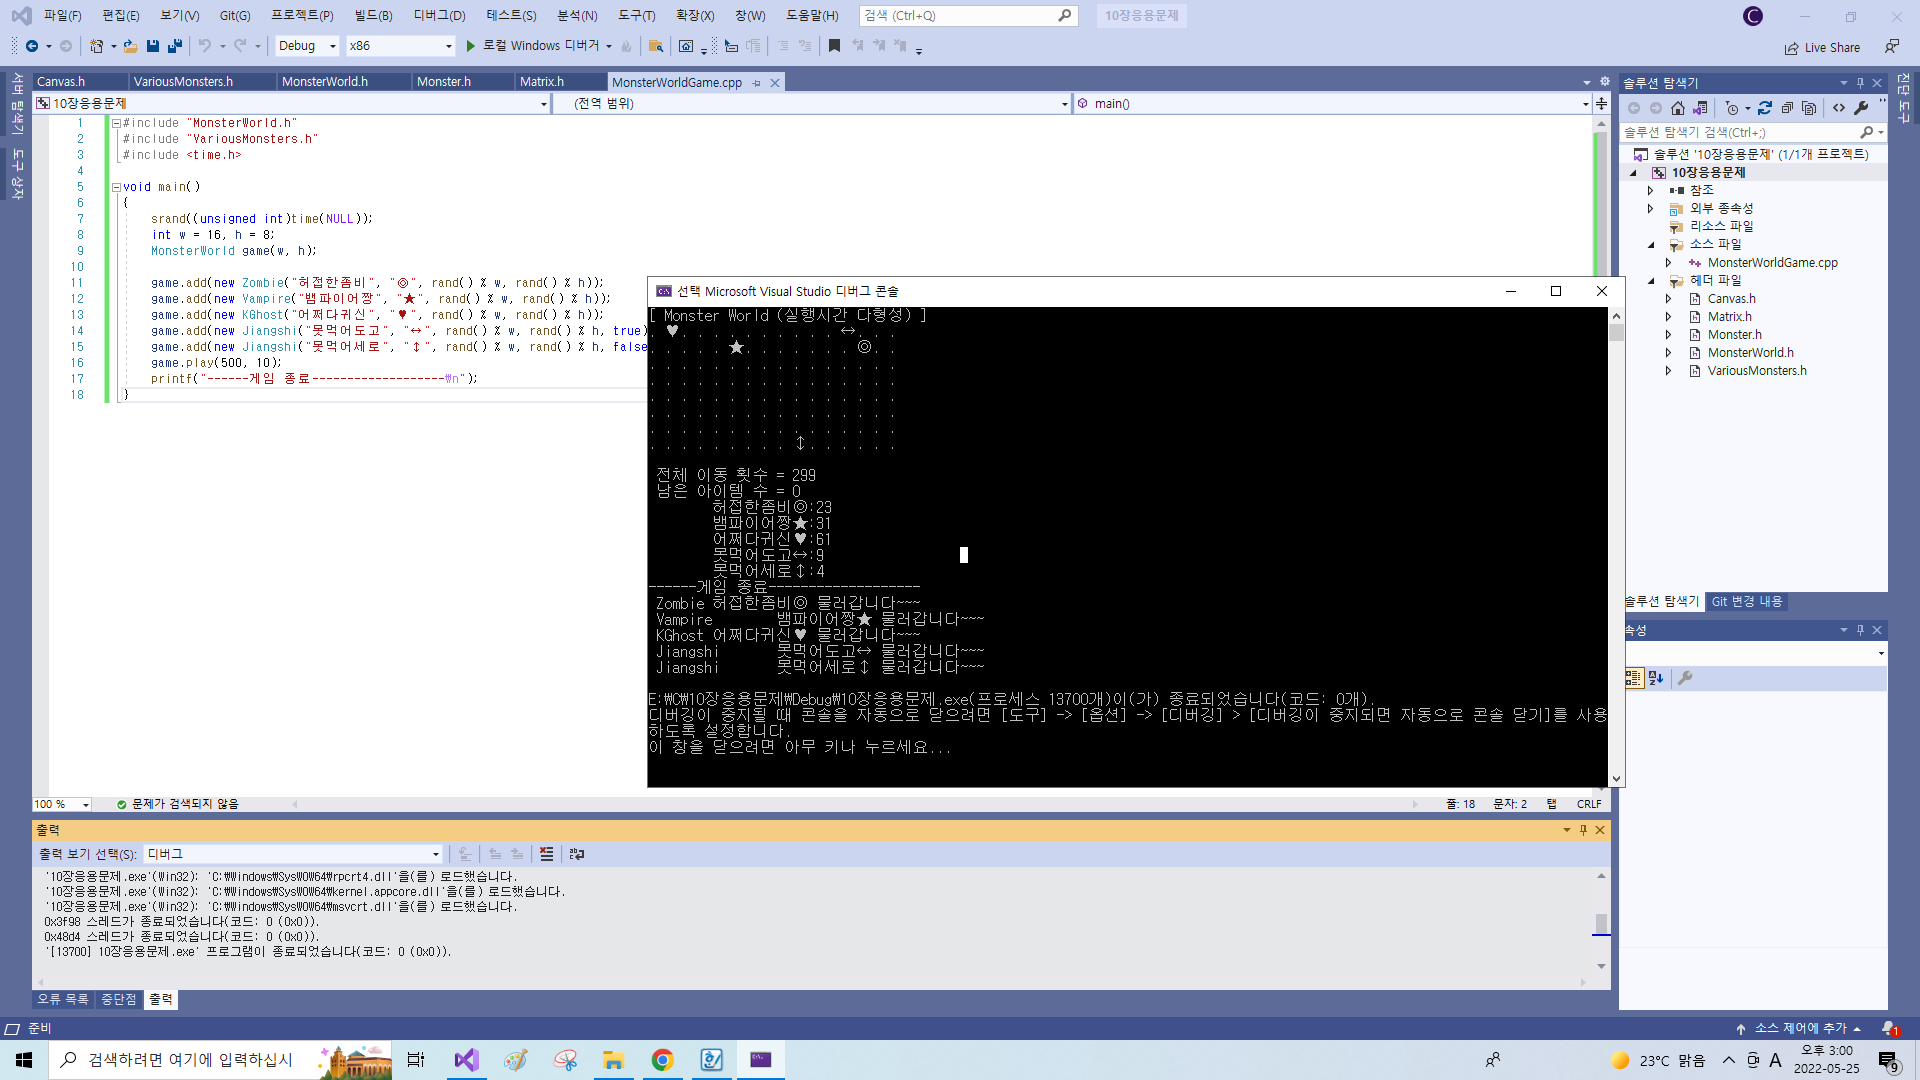 파일(F) 편집(E) 보기(V) Git(G) 프로젝트(P) 빌드(B) 디버그(D) 테스트(S) 분석(N) 도구(T) 확장(X) 창(W) 도움말(H) 검색 (Ctrl+Q) 10장응용문제 C
Debug x86 로컬 Windows 디버거 Live Share
서버 탐색기
도구 상자
Canvas.h VariousMonsters.h MonsterWorld.h Monster.h Matrix.h MonsterWorldGame.cpp
10장응용문제 (전역 범위) main()
1 #include "MonsterWorld.h"
2 #include "VariousMonsters.h"
3 #include <time.h>
4
5 void main()
6 {
7 srand((unsigned int)time(NULL));
8 int w = 16, h = 8;
9 MonsterWorld game(w, h);
10
11 game.add(new Zombie("허접한좀비", "◎", rand() % w, rand() % h));
12 game.add(new Vampire("뱀파이어짱", "★", rand() % w, rand() % h));
13 game.add(new KGhost("어쩌다귀신", "♥", rand() % w, rand() % h));
14 game.add(new Jiangshi("못먹어도고", "↔", rand() % w, rand() % h, true)
15 game.add(new Jiangshi("못먹어세로", "↕", rand() % w, rand() % h, false
16 game.play(500, 10);
17 printf("------게임 종료-------------------₩n");
18 }
선택 Microsoft Visual Studio 디버그 콘솔
[ Monster World (실행시간 다형성) ]
. ♥ . . . . . . . . . . ↔ . . .
. . . . . ★ . . . . . . . ◎ . .
. . . . . . . . . . . . . . . .
. . . . . . . . . . . . . . . .
. . . . . . . . . . . . . . . .
. . . . . . . . . . . . . . . .
. . . . . . . . . . . . . . . .
. . . . . . . . . ↕ . . . . . .
전체 이동 횟수 = 299
남은 아이템 수 = 0
허접한좀비◎:23
뱀파이어짱★:31
어쩌다귀신♥:61
못먹어도고↔:9
못먹어세로↕:4
------게임 종료-------------------
Zombie 허접한좀비◎ 물러갑니다~~~
Vampire 뱀파이어짱★ 물러갑니다~~~
KGhost 어쩌다귀신♥ 물러갑니다~~~
Jiangshi 못먹어도고↔ 물러갑니다~~~
Jiangshi 못먹어세로↕ 물러갑니다~~~
E:₩C₩10장응용문제₩Debug₩10장응용문제.exe(프로세스 13700개)이(가) 종료되었습니다(코드: 0개).
디버깅이 중지될 때 콘솔을 자동으로 닫으려면 [도구] -> [옵션] -> [디버깅] > [디버깅이 중지되면 자동으로 콘솔 닫기]를 사용
하도록 설정합니다.
이 창을 닫으려면 아무 키나 누르세요...
솔루션 탐색기
솔루션 탐색기 검색(Ctrl+;)
솔루션 '10장응용문제' (1/1개 프로젝트)
10장응용문제
참조
외부 종속성
리소스 파일
소스 파일
MonsterWorldGame.cpp
헤더 파일
Canvas.h
Matrix.h
Monster.h
MonsterWorld.h
VariousMonsters.h
솔루션 탐색기 Git 변경 내용
속성
진단 도구
100 % 문제가 검색되지 않음 줄: 18 문자: 2 탭 CRLF
출력
출력 보기 선택(S): 디버그
'10장응용문제.exe'(Win32): 'C:₩Windows₩SysWOW64₩rpcrt4.dll'을(를) 로드했습니다.
'10장응용문제.exe'(Win32): 'C:₩Windows₩SysWOW64₩kernel.appcore.dll'을(를) 로드했습니다.
'10장응용문제.exe'(Win32): 'C:₩Windows₩SysWOW64₩msvcrt.dll'을(를) 로드했습니다.
0x3f98 스레드가 종료되었습니다(코드: 0 (0x0)).
0x48d4 스레드가 종료되었습니다(코드: 0 (0x0)).
'[13700] 10장응용문제.exe' 프로그램이 종료되었습니다(코드: 0 (0x0)).
오류 목록 중단점 출력
준비 소스 제어에 추가 1
검색하려면 여기에 입력하십시 23°C 맑음 A 오후 3:00
2022-05-25 9